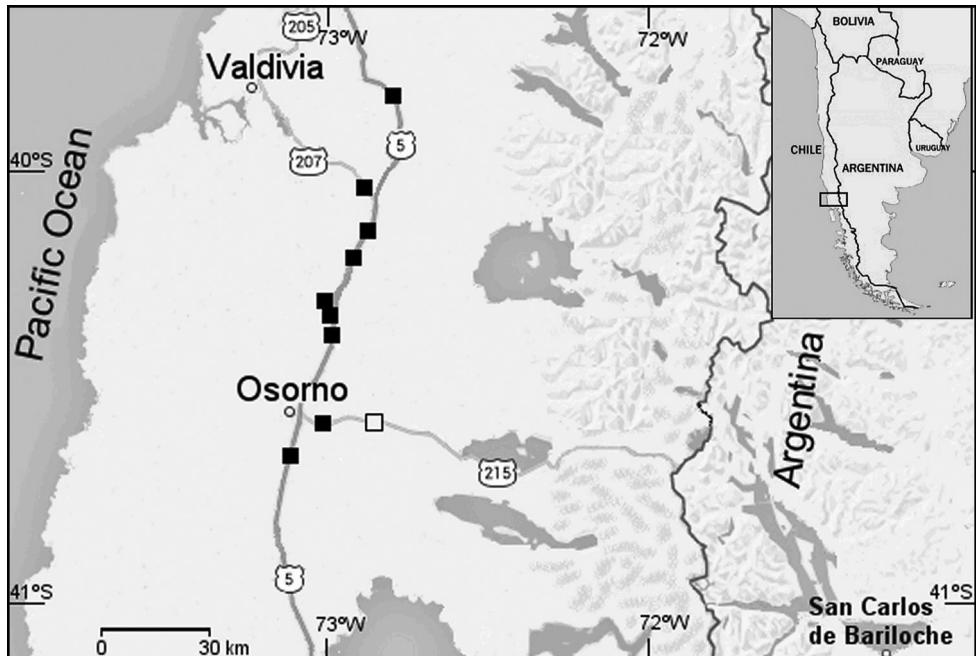 205
73ºW
72ºW
BOLIVIA
PARAGUAY
CHILE
URUGUAY
ARGENTINA
Valdivia
5
40ºS
207
Pacific Ocean
Osorno
Argentina
215
5
41ºS
41ºS
San Carlos
de Bariloche
73ºW
72ºW
0 30 km